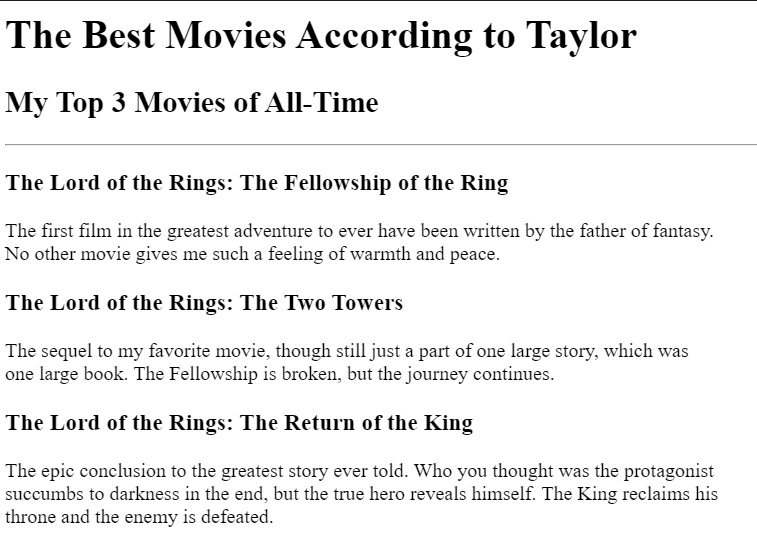 The Best Movies According to Taylor
My Top 3 Movies of All-Time
The Lord of the Rings: The Fellowship of the Ring
The first film in the greatest adventure to ever have been written by the father of fantasy.
No other movie gives me such a feeling of warmth and peace.
The Lord of the Rings: The Two Towers
The sequel to my favorite movie, though still just a part of one large story, which was
one large book. The Fellowship is broken, but the journey continues.
The Lord of the Rings: The Return of the King
The epic conclusion to the greatest story ever told. Who you thought was the protagonist
succumbs to darkness in the end, but the true hero reveals himself. The King reclaims his
throne and the enemy is defeated.